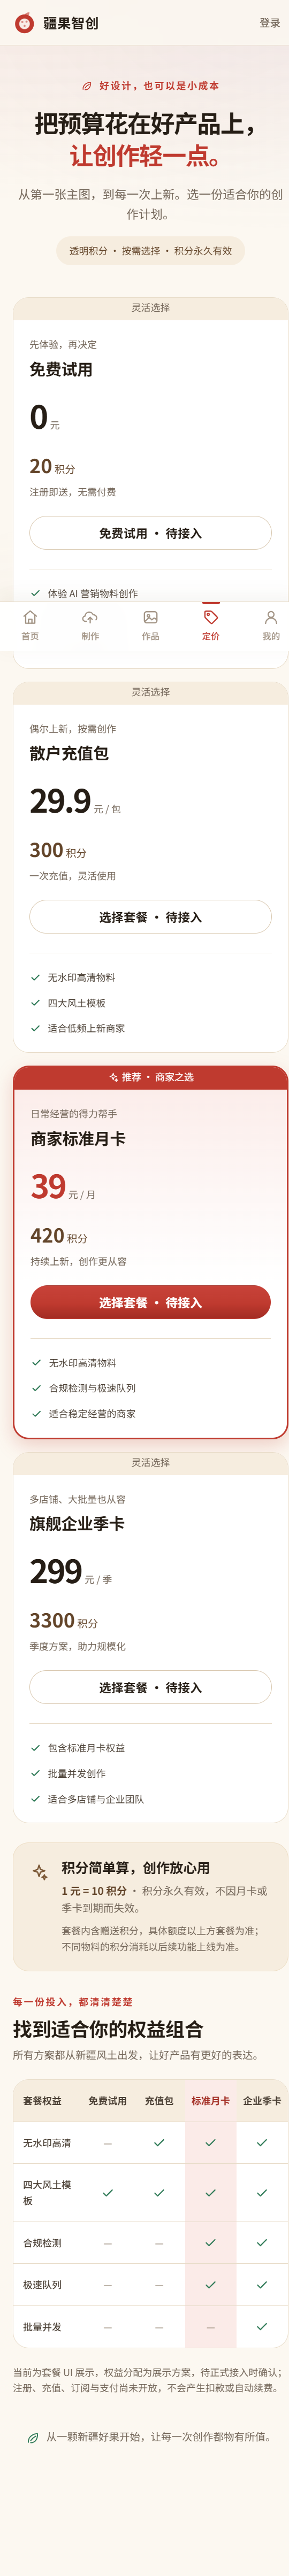 疆果智创
登录
好设计，也可以是小成本
把预算花在好产品上，
让创作轻一点。
从第一张主图，到每一次上新。选一份适合你的创
作计划。
透明积分 · 按需选择 · 积分永久有效
灵活选择
先体验，再决定
免费试用
0 元
20 积分
注册即送，无需付费
免费试用 · 待接入
体验 AI 营销物料创作
首页
制作
作品
定价
我的
灵活选择
偶尔上新，按需创作
散户充值包
29.9 元 / 包
300 积分
一次充值，灵活使用
选择套餐 · 待接入
无水印高清物料
四大风土模板
适合低频上新商家
推荐 · 商家之选
日常经营的得力帮手
商家标准月卡
39 元 / 月
420 积分
持续上新，创作更从容
选择套餐 · 待接入
无水印高清物料
合规检测与极速队列
适合稳定经营的商家
灵活选择
多店铺、大批量也从容
旗舰企业季卡
299 元 / 季
3300 积分
季度方案，助力规模化
选择套餐 · 待接入
包含标准月卡权益
批量并发创作
适合多店铺与企业团队
积分简单算，创作放心用
1 元 = 10 积分 · 积分永久有效，不因月卡或
季卡到期而失效。
套餐内含赠送积分，具体额度以上方套餐为准；
不同物料的积分消耗以后续功能上线为准。
每一份投入，都清清楚楚
找到适合你的权益组合
所有方案都从新疆风土出发，让好产品有更好的表达。
套餐权益 免费试用 充值包 标准月卡 企业季卡
无水印高清 — ✓ ✓ ✓
四大风土模
板 ✓ ✓ ✓ ✓
合规检测 — — ✓ ✓
极速队列 — — ✓ ✓
批量并发 — — — ✓
当前为套餐 UI 展示，权益分配为展示方案，待正式接入时确认；
注册、充值、订阅与支付尚未开放，不会产生扣款或自动续费。
从一颗新疆好果开始，让每一次创作都物有所值。